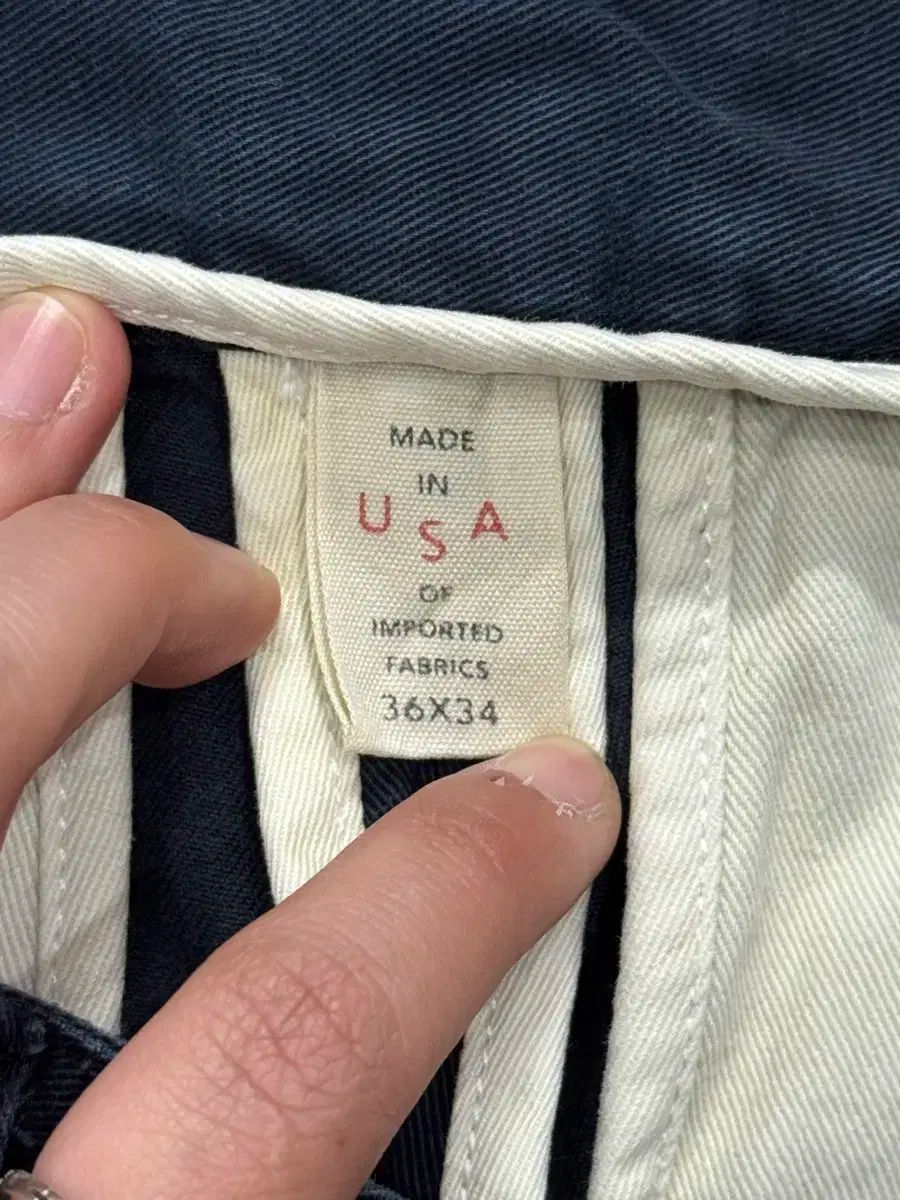 MADE
IN
USA
OF
IMPORTED
FABRICS
36X34